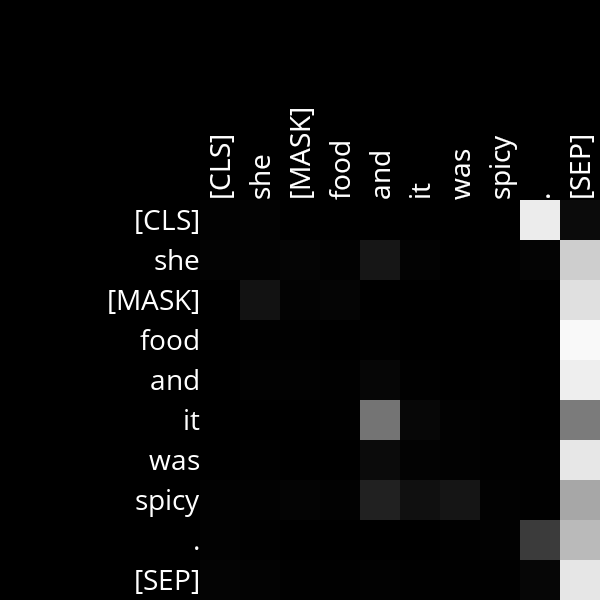 [CLS] she [MASK] food and it was spicy . [SEP]
[CLS]
she
[MASK]
food
and
it
was
spicy
.
[SEP]